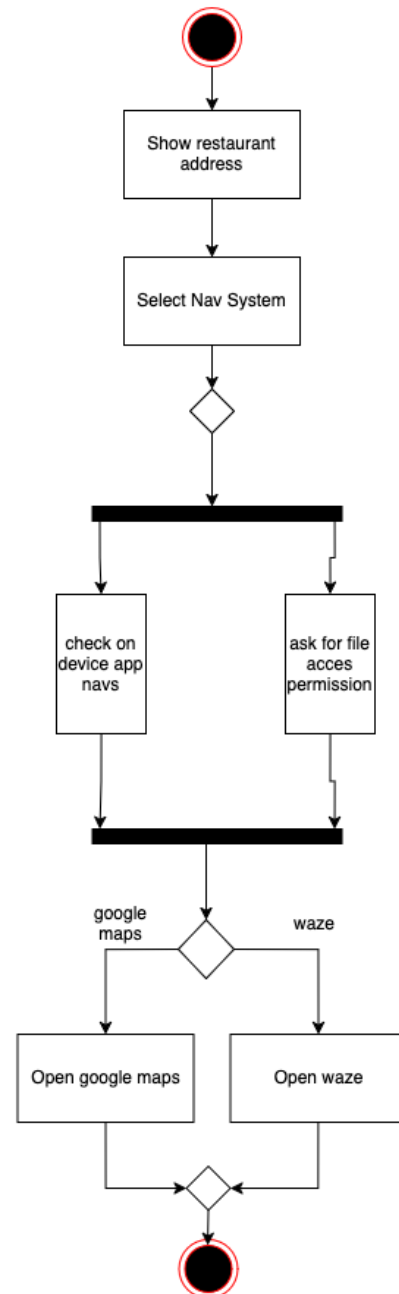 Show restaurant
address
Select Nav System
check on
device app
navs
ask for file
acces
permission
google
maps
waze
Open google maps
Open waze